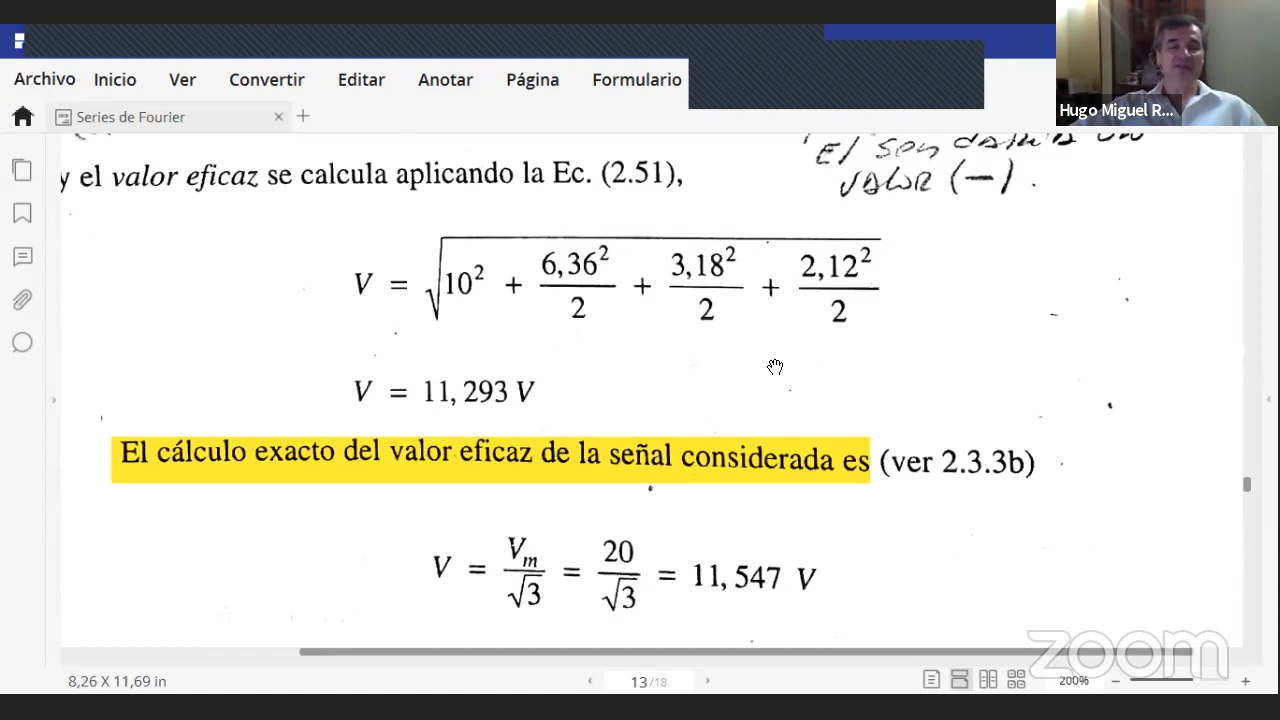 Archivo Inicio Ver Convertir Editar Anotar Página Formulario
Hugo Miguel R...
Series de Fourier
El son
y el valor eficaz se calcula aplicando la Ec. (2.51),
VALOR (−).
V = √(10² + 6,36²/2 + 3,18²/2 + 2,12²/2)
V = 11,293 V
El cálculo exacto del valor eficaz de la señal considerada es (ver 2.3.3b)
V = Vm/√3 = 20/√3 = 11,547 V
zoom
8,26 X 11,69 in
13/18
200%